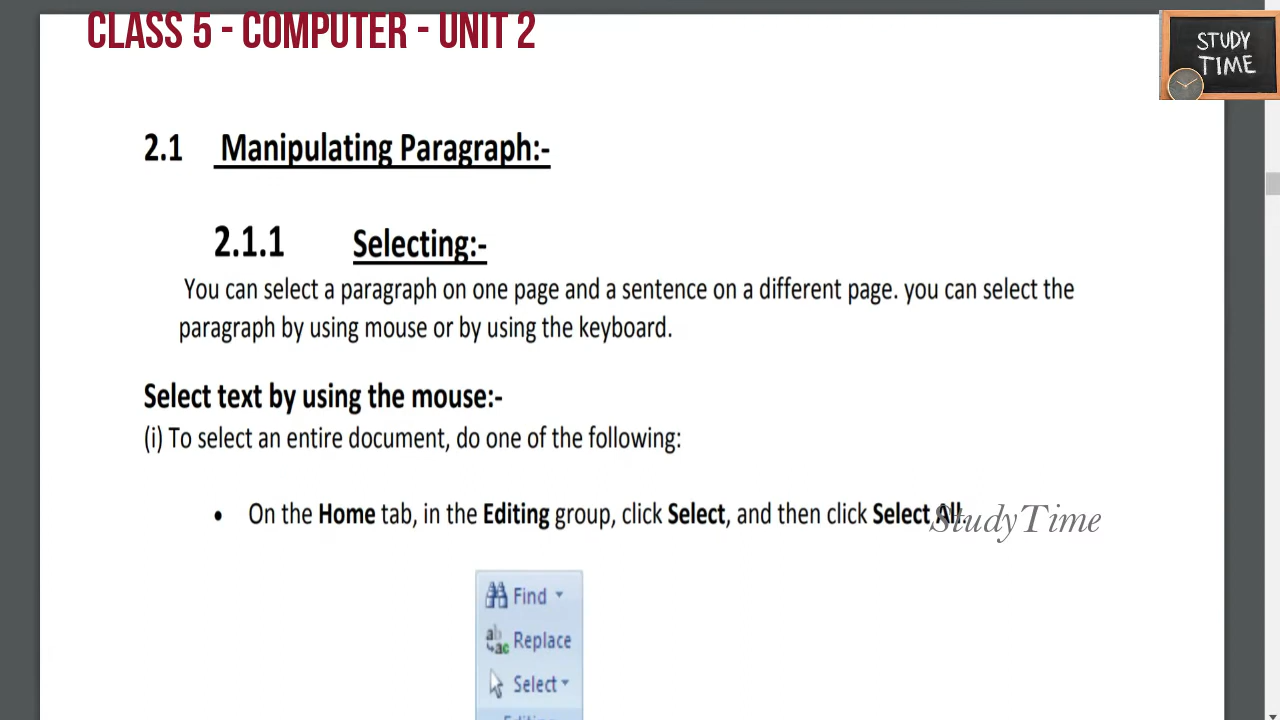 CLASS 5 - COMPUTER - UNIT 2
STUDY
TIME
2.1 Manipulating Paragraph:-
2.1.1 Selecting:-
You can select a paragraph on one page and a sentence on a different page. you can select the
paragraph by using mouse or by using the keyboard.
Select text by using the mouse:-
(i) To select an entire document, do one of the following:
• On the Home tab, in the Editing group, click Select, and then click Select All.
StudyTime
Find
Replace
Select
Editing